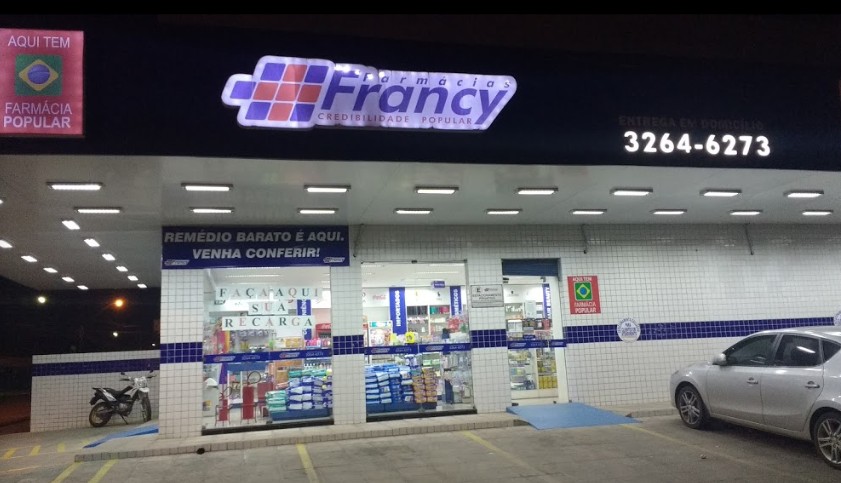 AQUI TEM
FARMÁCIA
POPULAR
Farmácias
Francy
CREDIBILIDADE POPULAR
ENTREGA EM DOMICÍLIO
3264-6273
REMÉDIO BARATO É AQUI.
VENHA CONFERIR!
FAÇA AQUI
SUA
RECARGA
IMPORTADOS
AQUI TEM
FARMÁCIA
POPULAR